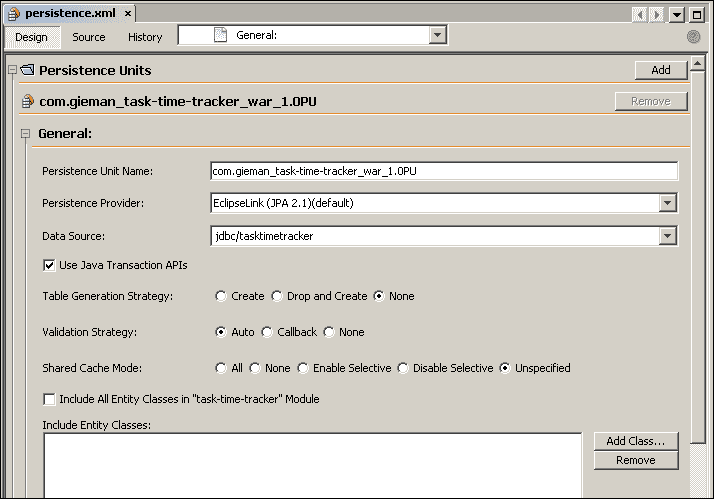 persistence.xml
Design Source History General:
Persistence Units Add
com.gieman_task-time-tracker_war_1.0PU Remove
General:
Persistence Unit Name: com.gieman_task-time-tracker_war_1.0PU
Persistence Provider: EclipseLink (JPA 2.1)(default)
Data Source: jdbc/tasktimetracker
Use Java Transaction APIs
Table Generation Strategy: Create Drop and Create None
Validation Strategy: Auto Callback None
Shared Cache Mode: All None Enable Selective Disable Selective Unspecified
Include All Entity Classes in "task-time-tracker" Module
Include Entity Classes:
Add Class...
Remove